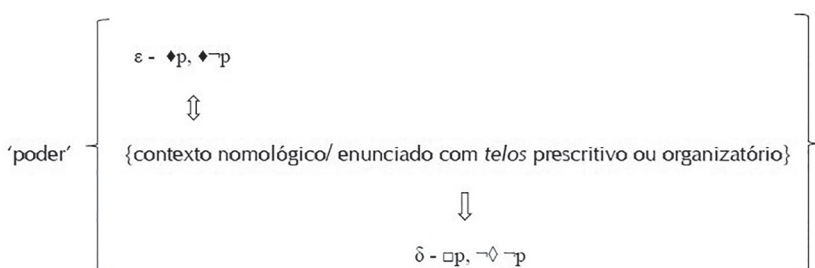 ε - ♦p, ♦¬p
⇕
'poder' {contexto nomológico/ enunciado com telos prescritivo ou organizatório}
⇓
δ - □p, ¬◊ ¬p